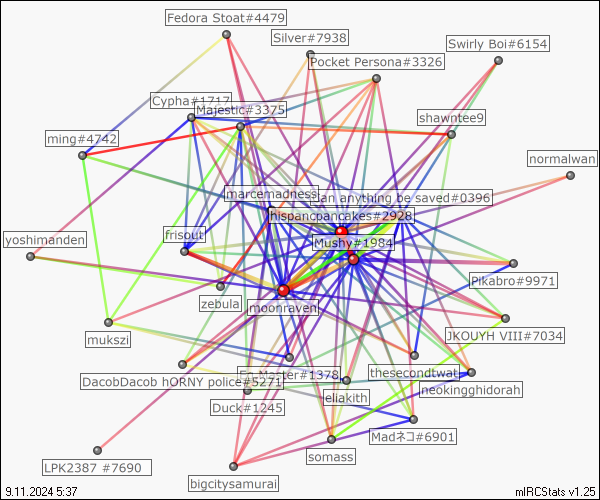 Fedora Stoat#4479
Silver#7938
Swirly Boi#6154
Pocket Persona#3326
Cypha#1717
Majestic#3375
shawntee9
ming#4742
normalwan
marcemadness
an anything be saved#0396
hispancpancakes#2928
frisout
Mushy#1984
yoshimanden
Pikabro#9971
zebula
moonraven
mukszi
JKOUYH VIII#7034
Master#1378
thesecondtwat
DacobDacob hORNY police#5271
neokingghidorah
eliakith
Duck#1245
Madネコ#6901
somass
LPK2387 #7690
bigcitysamurai
9.11.2024 5:37
mIRCStats v1.25